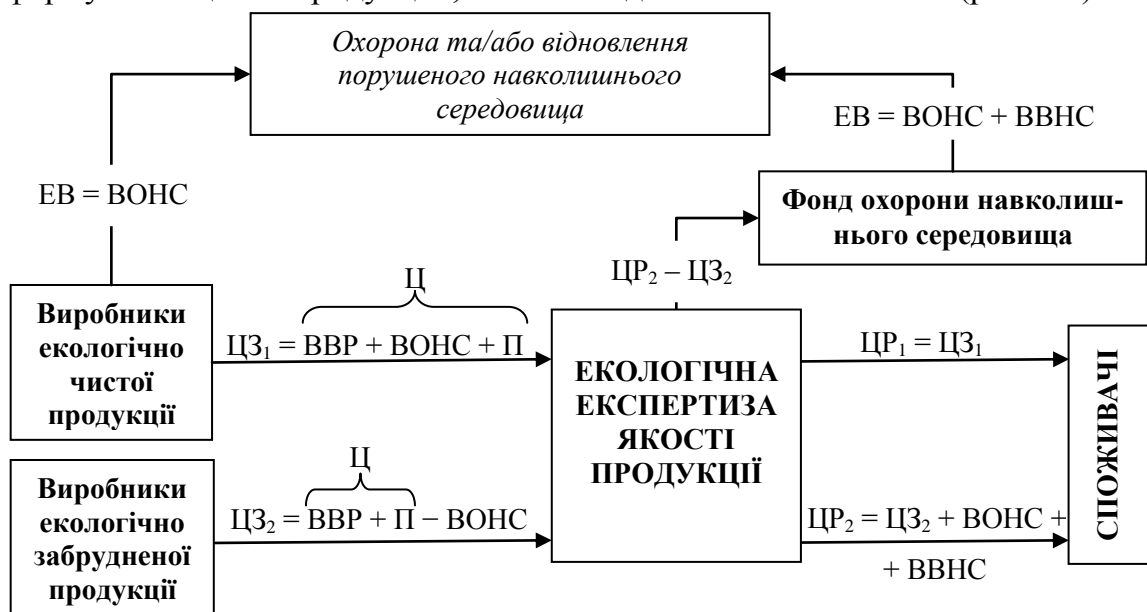 Охорона та/або відновлення
порушеного навколишнього
середовища
ЕВ = ВОНС + ВВНС
ЕВ = ВОНС
Фонд охорони навколиш-
нього середовища
ЦР₂ – ЦЗ₂
Виробники
екологічно
чистої
продукції
Ц
ЦЗ₁ = ВВР + ВОНС + П
ЕКОЛОГІЧНА
ЕКСПЕРТИЗА
ЯКОСТІ
ПРОДУКЦІЇ
ЦР₁ = ЦЗ₁
СПОЖИВАЧІ
Виробники
екологічно
забрудненої
продукції
Ц
ЦЗ₂ = ВВР + П − ВОНС
ЦР₂ = ЦЗ₂ + ВОНС +
+ ВВНС